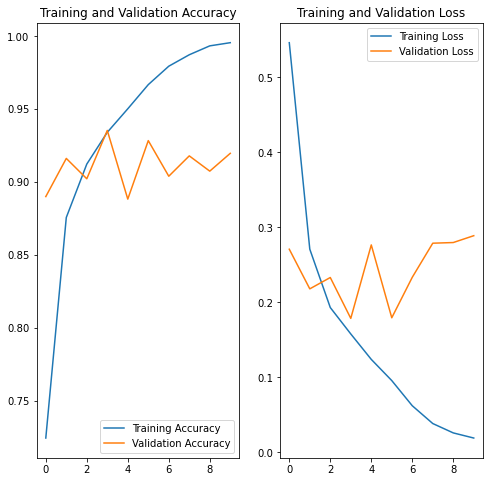 Training and Validation Accuracy
1.00
0.95
0.90
0.85
0.80
0.75
Training Accuracy
Validation Accuracy
0 2 4 6 8
Training and Validation Loss
Training Loss
Validation Loss
0.5
0.4
0.3
0.2
0.1
0.0
0 2 4 6 8